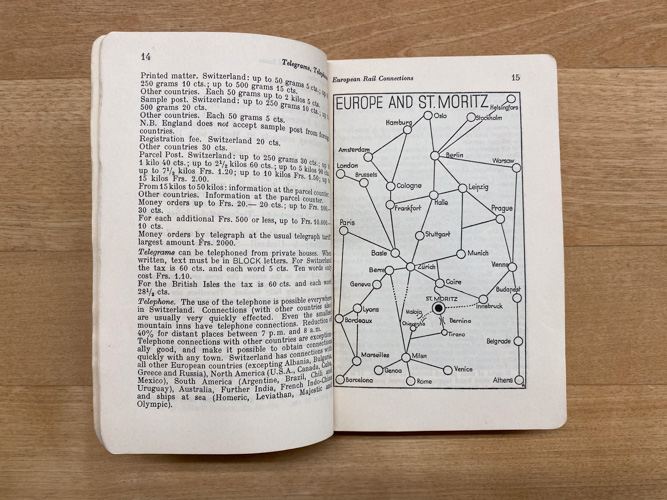 14
Telegrams, Teleph
Printed matter. Switzerland: up to 50 grams 5 cts.; up
250 grams 10 cts.; up to 500 grams 15 cts.
Other countries. Each 50 grams up to 2 kilos 5 cts.
Sample post. Switzerland: up to 250 grams 10 cts.;
500 grams 20 cts.
Other countries. Each 50 grams 5 cts.
N.B. England does not accept sample post from
countries.
Registration fee. Switzerland 20 cts.
Other countries 30 cts.
Parcel Post. Switzerland: up to 250 grams 30 cts.;
1 kilo 40 cts.; up to 2½ kilos 60 cts.; up to 5 kilos
up to 7½ kilos Frs. 1.20; up to 10 kilos Frs. 1.50;
15 kilos Frs. 2.00.
From 15 kilos to 50 kilos: information at the parcel counter.
Other countries. Information at the parcel counter.
Money orders up to Frs. 20.— 20 cts.; up to Frs. 100.—
30 cts.
For each additional Frs. 500 or less, up to Frs. 10.000.—
10 cts.
Money orders by telegraph at the usual telegraph tariff
largest amount Frs. 2000.
Telegrams can be telephoned from private houses. Wh
written, text must be in BLOCK letters. For Switzerland
the tax is 60 cts. and each word 5 cts. Ten words
cost Frs. 1.10.
For the British Isles the tax is 60 cts. and each word
28½ cts.
Telephone. The use of the telephone is possible everywhere
in Switzerland. Connections (with other countries also)
are usually very quickly effected. Even the smallest
mountain inns have telephone connections. Reduction of
40% for distant places between 7 p.m. and 8 a.m.
Telephone connections with other countries are exception
ally good, and make it possible to obtain connections
quickly with any town. Switzerland has connections with
all other European countries (excepting Albania, Bulgaria,
Greece and Russia), North America (U.S.A., Canada, Cuba,
Mexico), South America (Argentine, Brazil, Chili and
Uruguay), Australia, Further India, French Indo-China
and ships at sea (Homeric, Leviathan, Majestic and
Olympic).
European Rail Connections
15
EUROPE AND ST. MORITZ
Helsingfors
Oslo
Stockholm
Hamburg
Amsterdam
Berlin
Warsaw
London
Brussels
Cologne
Leipzig
Halle
Frankfort
Prague
Paris
Stuttgart
Basle
Munich
Berne
Zürich
Vienna
Geneva
Coire
Budapest
ST. MORITZ
Innsbruck
Lyons
Maloja
Bordeaux
Bernina
Chiavenna
Tirano
Belgrade
Marseilles
Milan
Genoa
Venice
Barcelona
Rome
Athens